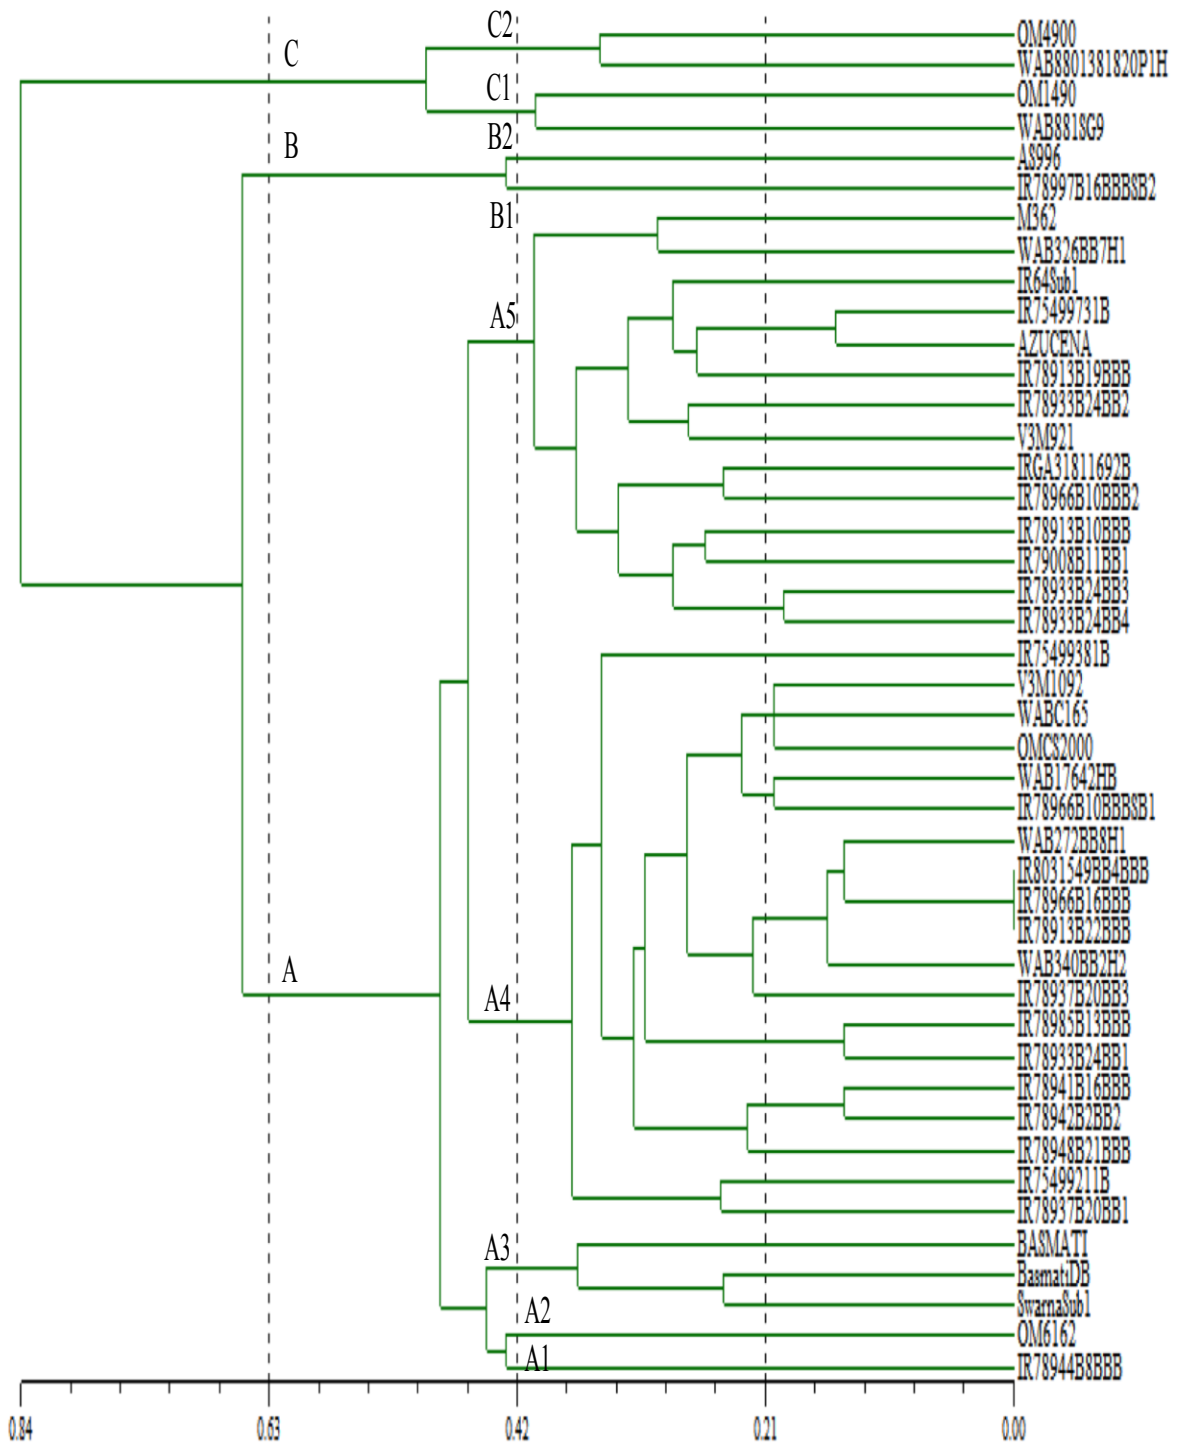 C2
OM4900
C
WAB8801381820P1H
C1
OM1490
WAB8818G9
B2
B
AS996
IR78997B16BBBSB2
B1
M362
WAB326BB7H1
IR64Sub1
A5
IR75499731B
AZUCENA
IR78913B19BBB
IR78933B24BB2
V3M921
IRGA31811692B
IR78966B10BBB2
IR78913B10BBB
IR79008B11BB1
IR78933B24BB3
IR78933B24BB4
IR75499381B
V3M1092
WABC165
OMCS2000
WAB17642HB
IR78966B10BBBSB1
WAB272BB8H1
IR8031549BB4BBB
IR78966B16BBB
IR78913B22BBB
WAB340BB2H2
A
IR78937B20BB3
A4
IR78985B13BBB
IR78933B24BB1
IR78941B16BBB
IR78942B2BB2
IR78948B21BBB
IR75499211B
IR78937B20BB1
A3
BASMATI
BasmatiDB
SwarnaSub1
A2
OM6162
A1
IR78944B8BBB
0.84 0.63 0.42 0.21 0.00